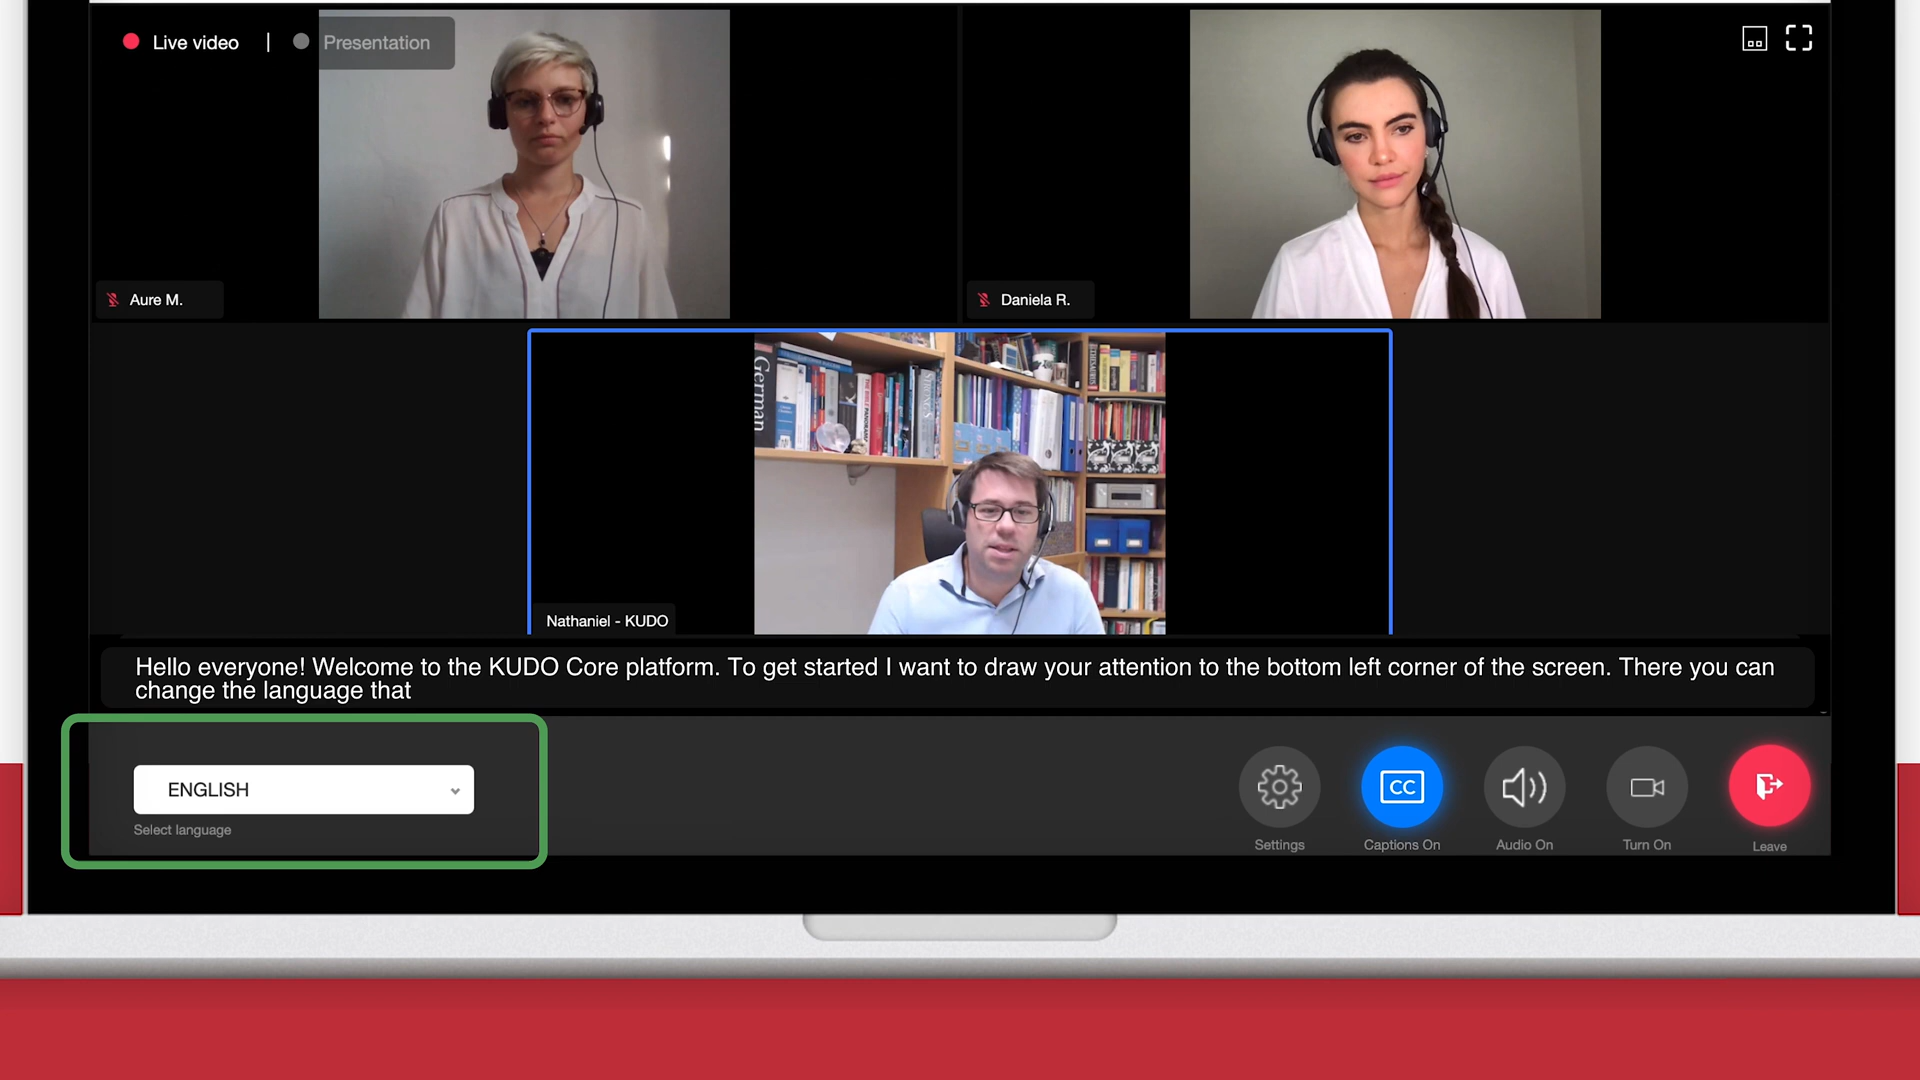 Live video | Presentation
Aure M.
Daniela R.
German
Nathaniel - KUDO
Hello everyone! Welcome to the KUDO Core platform. To get started I want to draw your attention to the bottom left corner of the screen. There you can
change the language that
ENGLISH
Select language
CC
Settings
Captions On
Audio On
Turn On
Leave